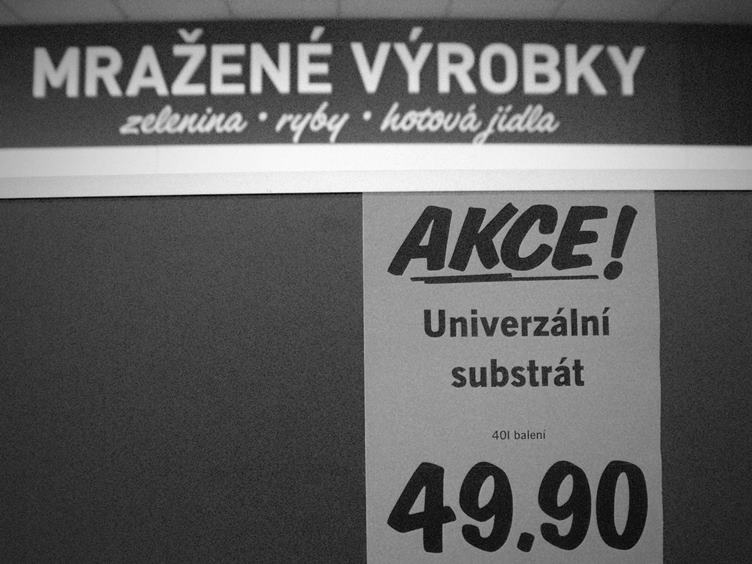 MRAŽENÉ VÝROBKY
zelenina • ryby • hotová jídla
AKCE!
Univerzální
substrát
40l balení
49.90